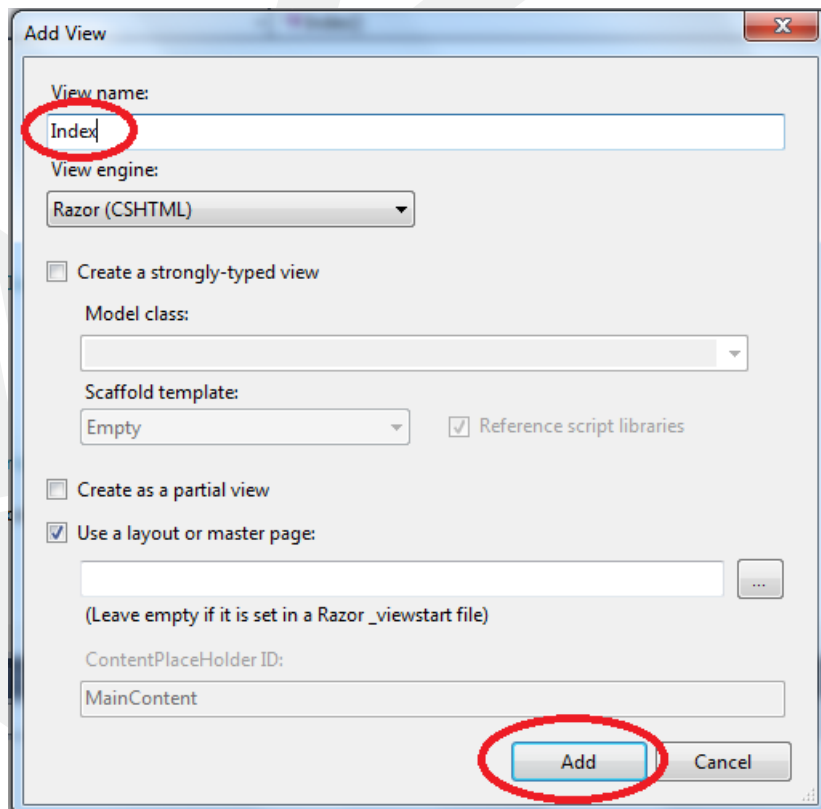 Add View
View name:
Index
View engine:
Razor (CSHTML)
Create a strongly-typed view
Model class:
Scaffold template:
Empty
Reference script libraries
Create as a partial view
Use a layout or master page:
...
(Leave empty if it is set in a Razor _viewstart file)
ContentPlaceHolder ID:
MainContent
Add Cancel